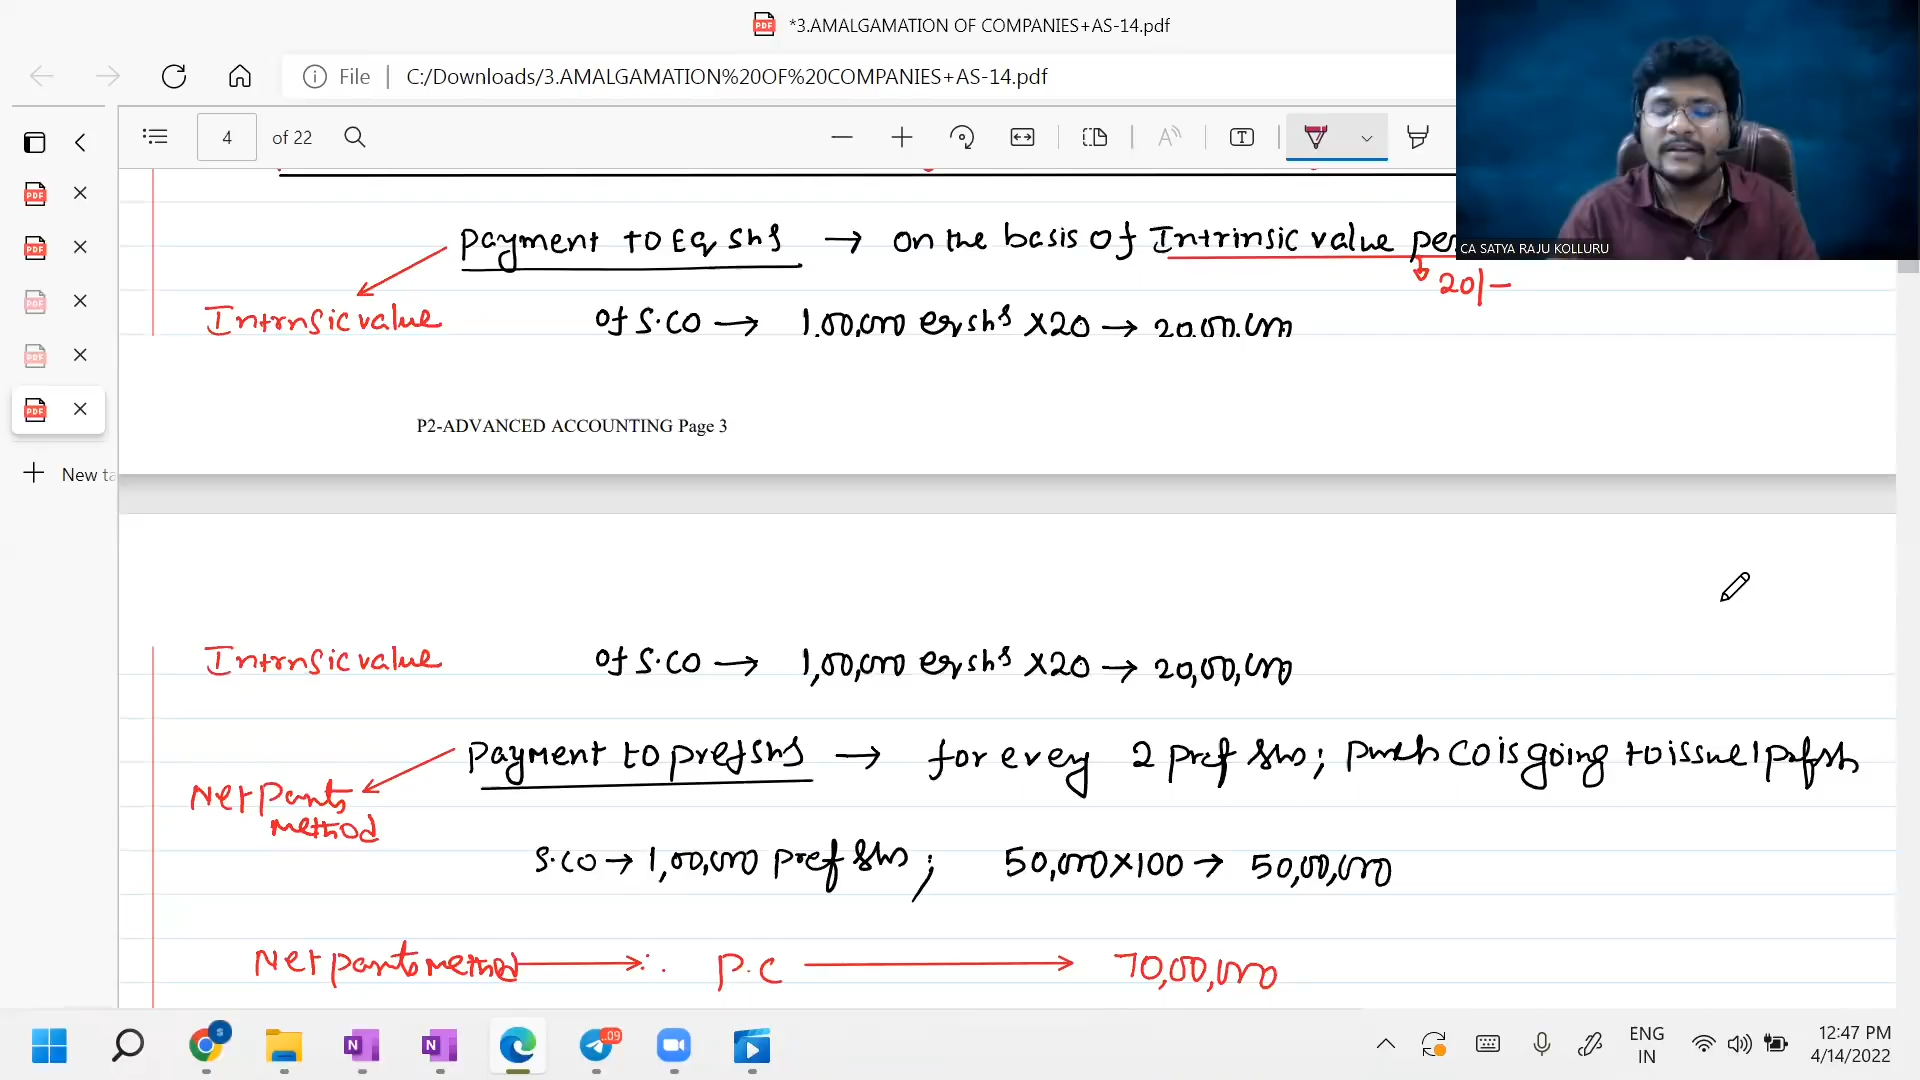 *3.AMALGAMATION OF COMPANIES+AS-14.pdf
File
C:/Downloads/3.AMALGAMATION%20OF%20COMPANIES+AS-14.pdf
4 of 22
CA SATYA RAJU KOLLURU
Payment to Eq shs → on the basis of Intrinsic value per
20/-
Intrnsic value of S.CO → 1,00,000 eq shs X20 → 20,00,000
P2-ADVANCED ACCOUNTING Page 3
New ta
Intrnsic value of S.CO → 1,00,000 eq shs X20 → 20,00,000
Payment to pref shs → for every 2 pref shs; purch CO is going to issue 1 pref sh
Net Pants
method
S.CO → 1,00,000 pref shs; 50,000X100 → 50,00,000
Net pants method → ∴ P.C → 70,00,000
ENG
IN
12:47 PM
4/14/2022